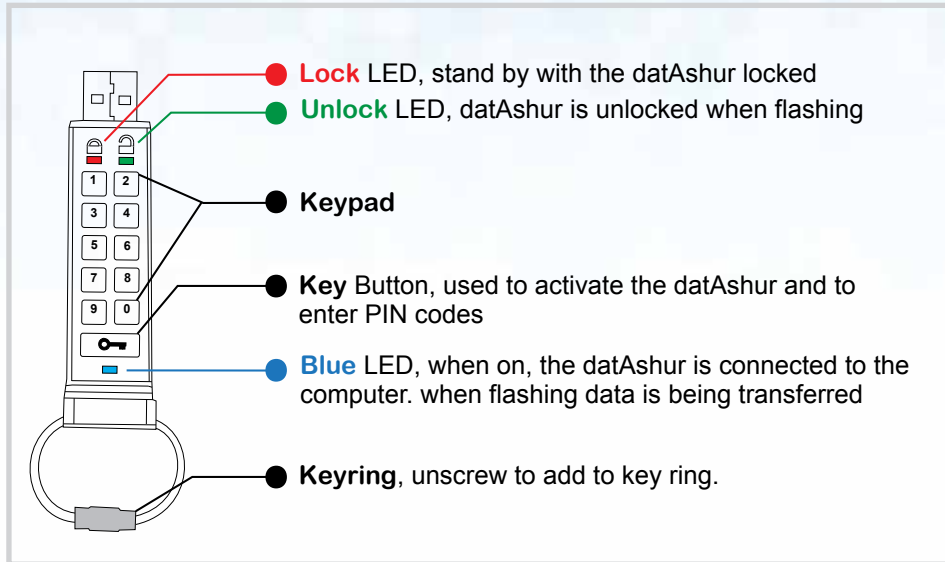 Lock LED, stand by with the datAshur locked
Unlock LED, datAshur is unlocked when flashing
1 2
3 4
5 6
7 8
9 0
Keypad
Key Button, used to activate the datAshur and to
enter PIN codes
Blue LED, when on, the datAshur is connected to the
computer. when flashing data is being transferred
Keyring, unscrew to add to key ring.